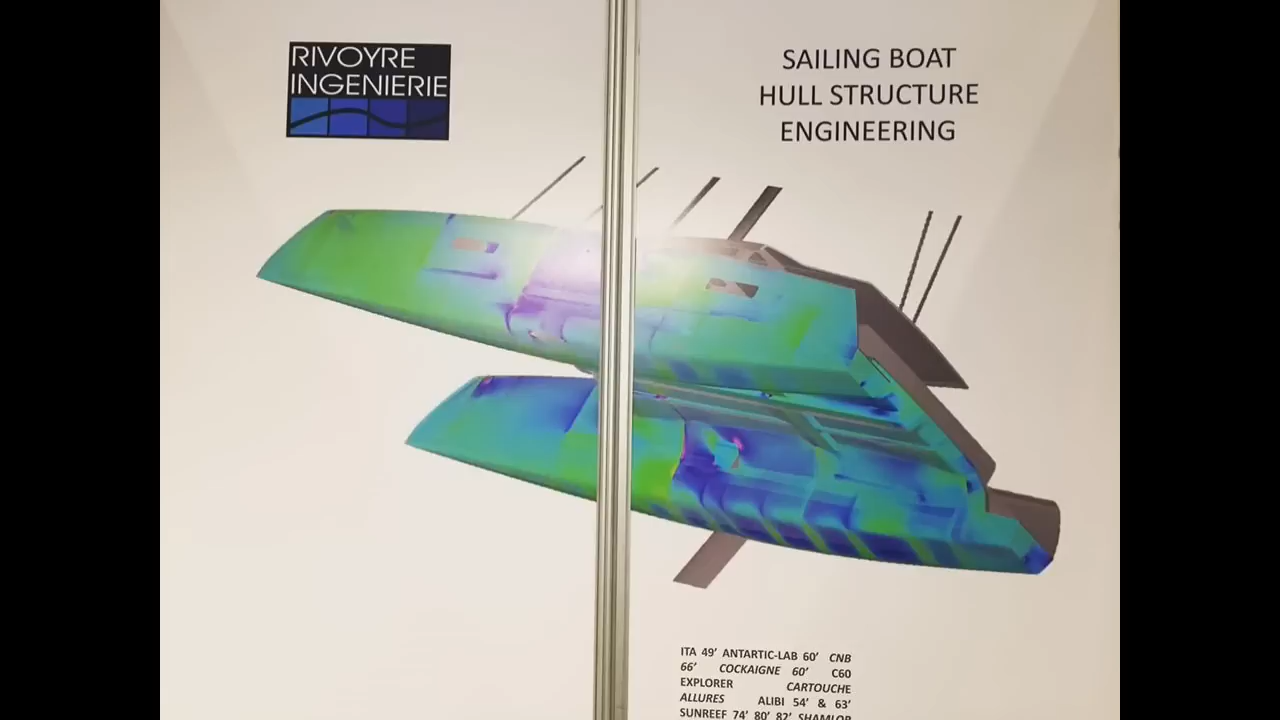 RIVOYRE
INGENIERIE
SAILING BOAT
HULL STRUCTURE
ENGINEERING
ITA 49' ANTARTIC-LAB 60' CNB
66' COCKAIGNE 60' C60
EXPLORER CARTOUCHE
ALLURES ALIBI 54' & 63'
SUNREEF 74' 80' 82' SHAMLOR